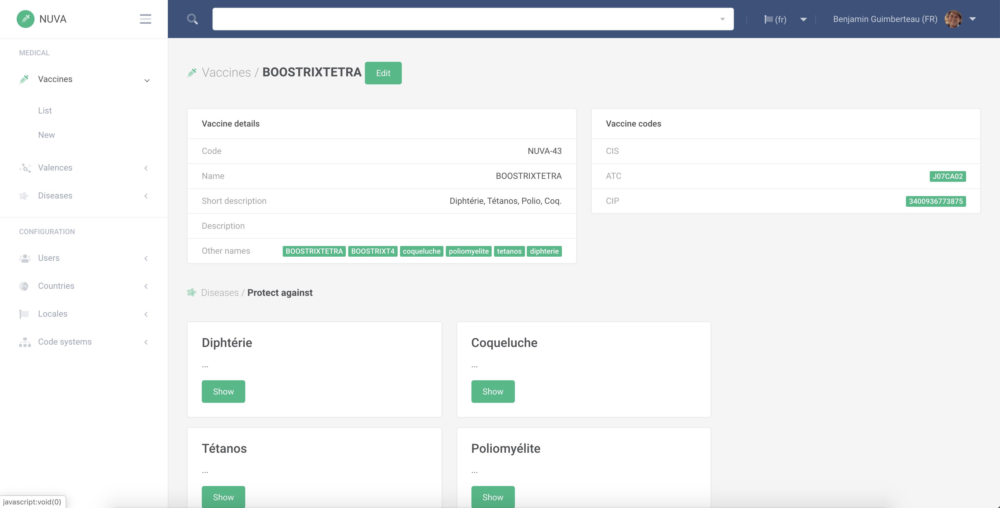 NUVA
(fr)
Benjamin Guimberteau (FR)
MEDICAL
Vaccines
List
New
Valences
Diseases
CONFIGURATION
Users
Countries
Locales
Code systems
Vaccines / BOOSTRIXTETRA Edit
Vaccine details
Code NUVA-43
Name BOOSTRIXTETRA
Short description Diphtérie, Tétanos, Polio, Coq.
Description
Other names BOOSTRIXTETRA BOOSTRIXT4 coqueluche poliomyelite tetanos diphterie
Vaccine codes
CIS
ATC J07CA02
CIP 3400936773875
Diseases / Protect against
Diphtérie
...
Show
Coqueluche
...
Show
Tétanos
...
Show
Poliomyélite
...
Show
javascript:void(0)